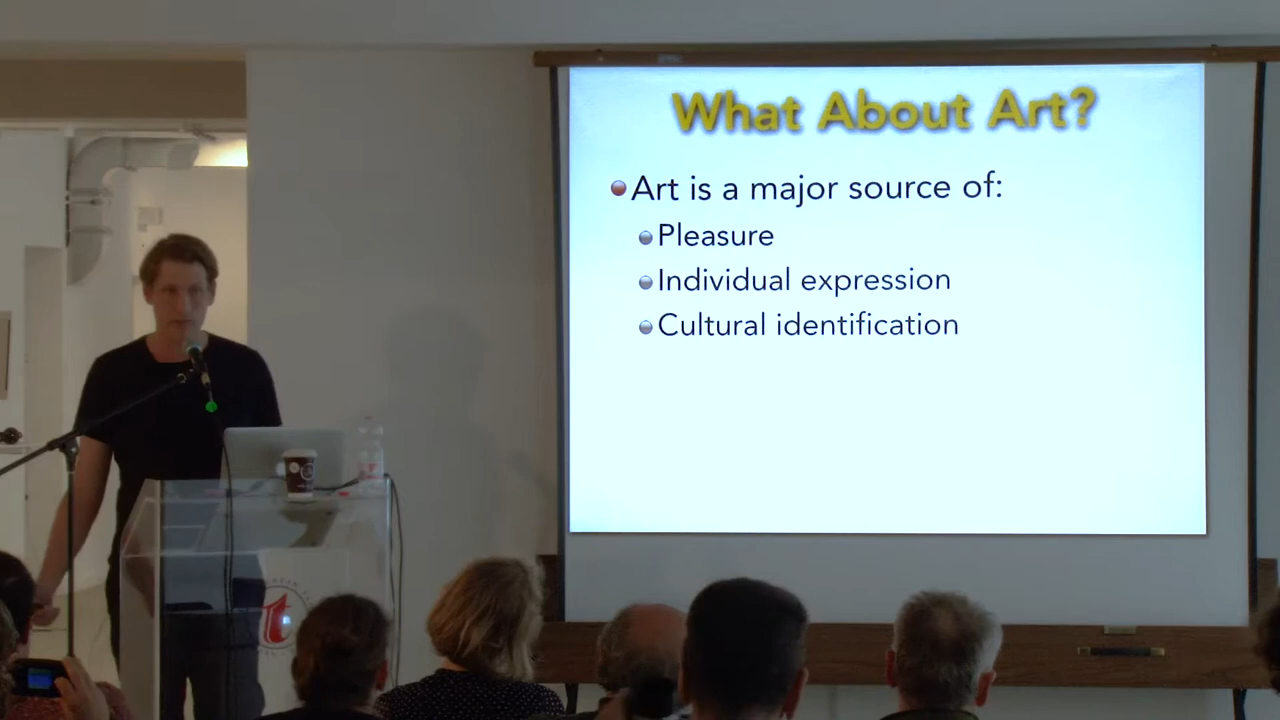 What About Art?
Art is a major source of:
Pleasure
Individual expression
Cultural identification
t